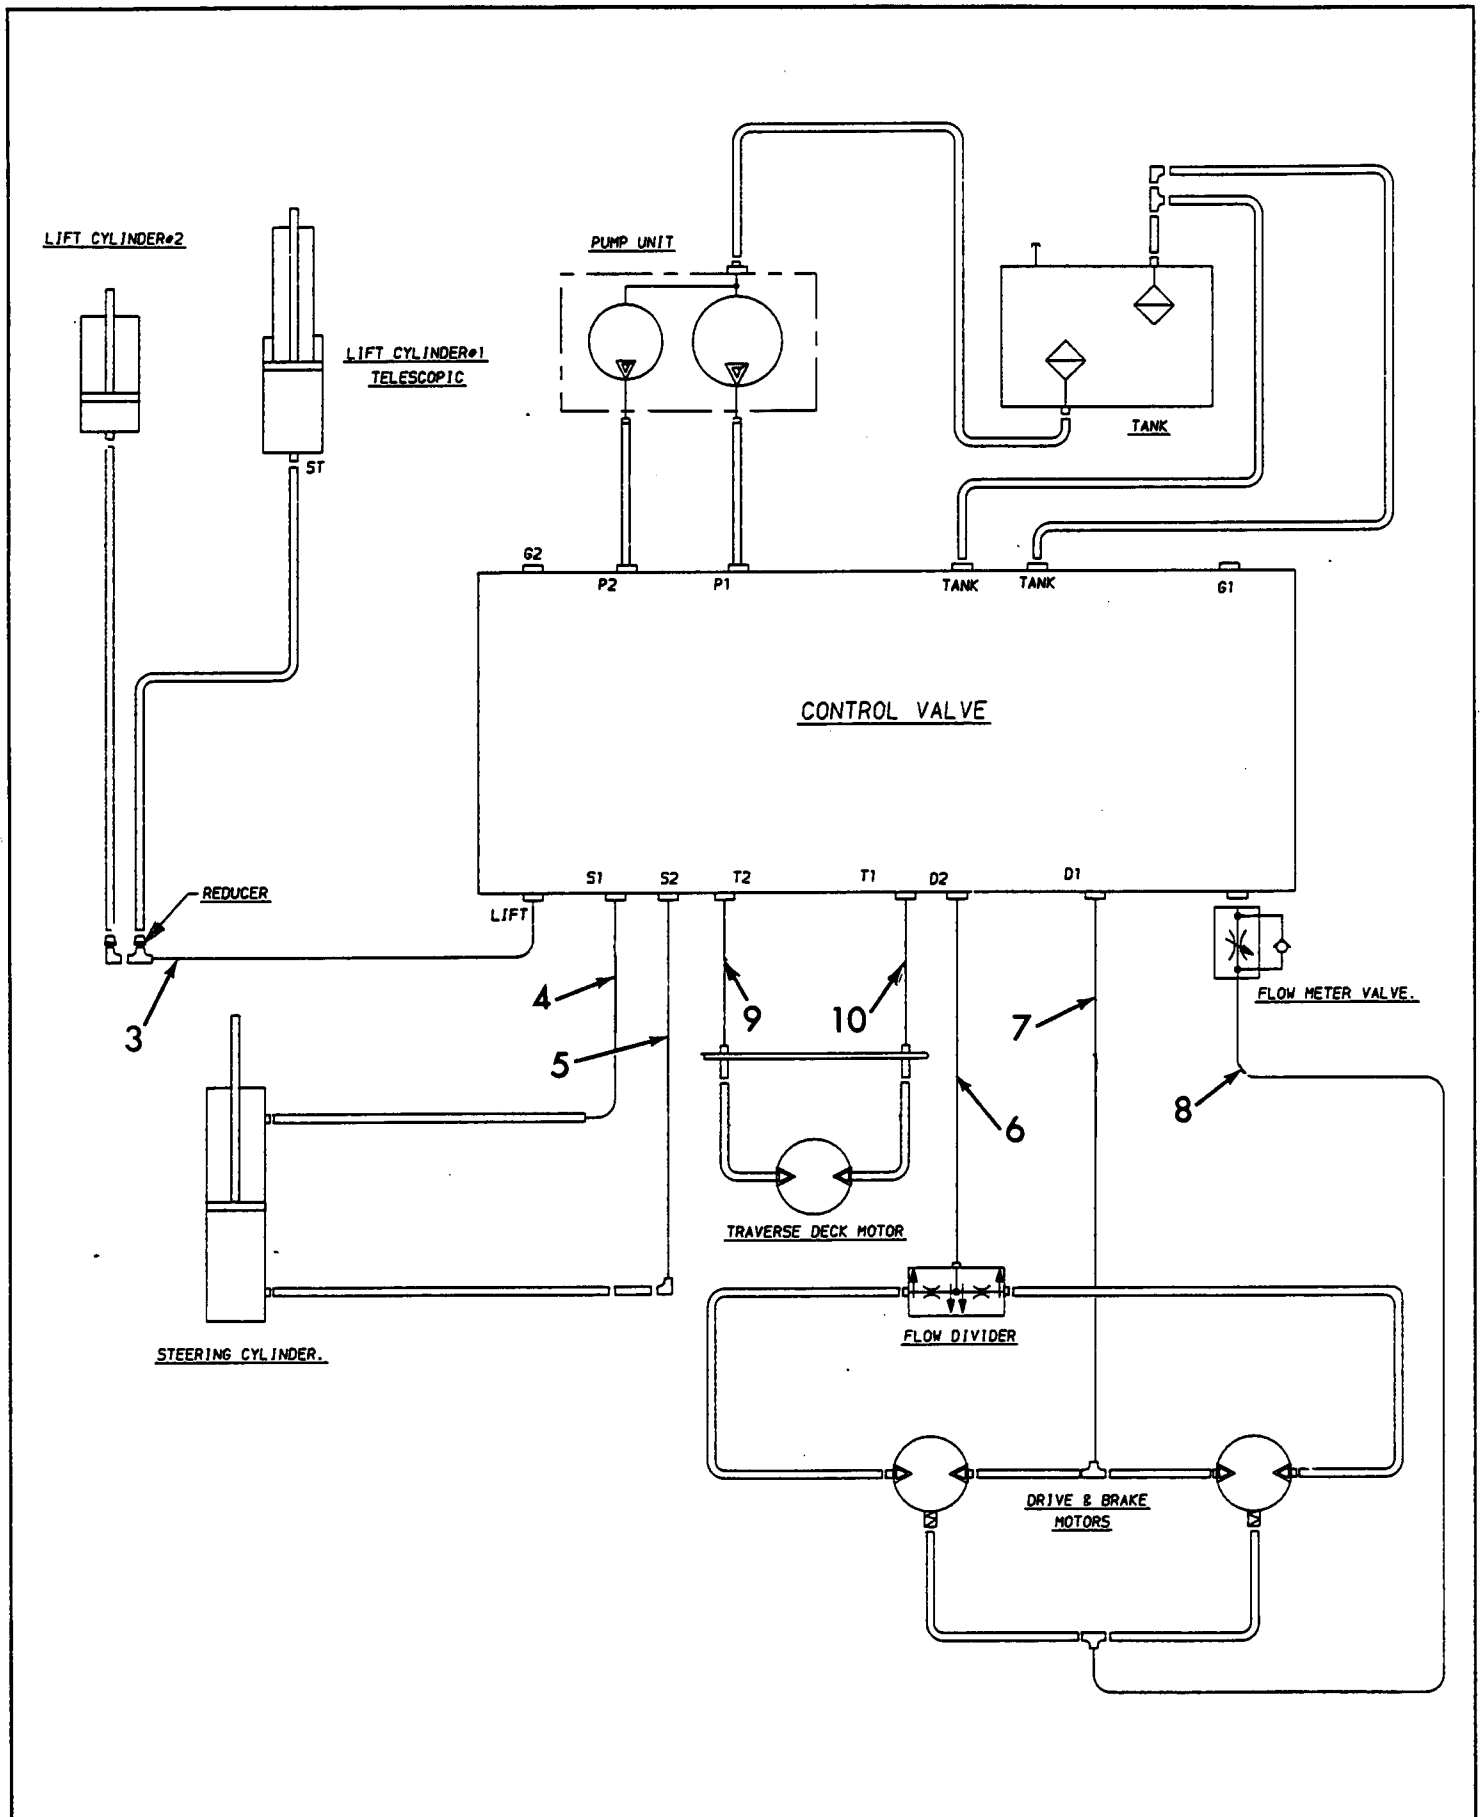 LIFT CYLINDER#2
PUMP UNIT
LIFT CYLINDER#1
TELESCOPIC
TANK
ST
G2
P2
P1
TANK
TANK
G1
CONTROL VALVE
S1
S2
T2
T1
D2
D1
REDUCER
LIFT
FLOW METER VALVE.
3
4
5
9
10
7
6
8
TRAVERSE DECK MOTOR
FLOW DIVIDER
STEERING CYLINDER.
DRIVE & BRAKE
MOTORS